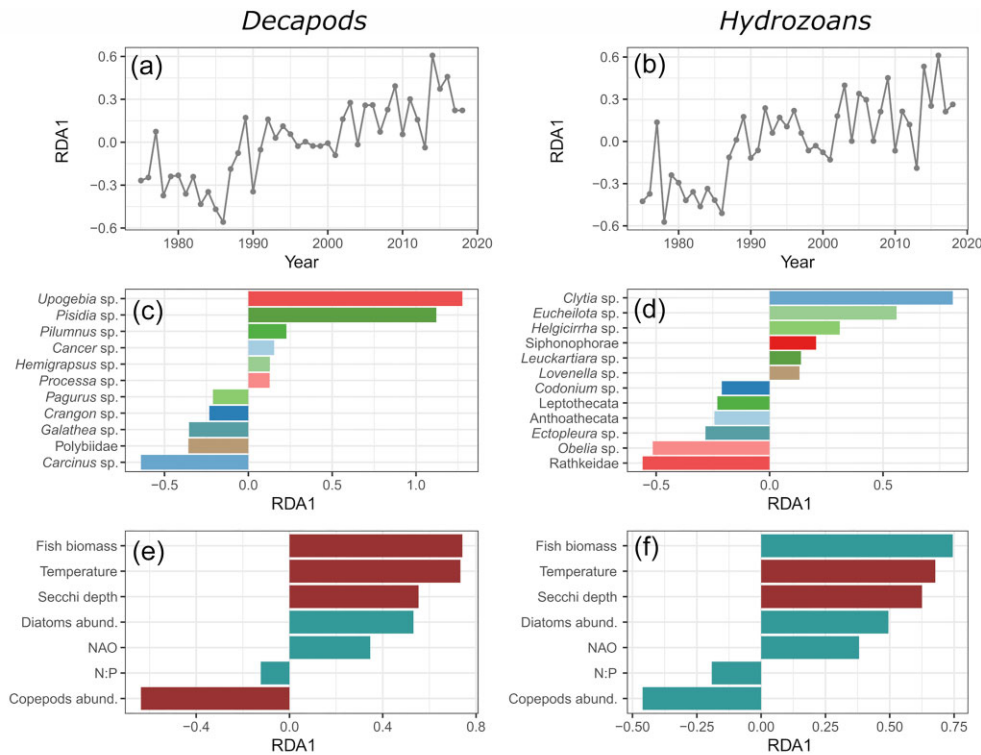 Decapods
Hydrozoans
(a)
RDA1
0.6
0.3
0.0
−0.3
−0.6
1980
1990
2000
2010
2020
Year
(b)
RDA1
0.6
0.3
0.0
−0.3
−0.6
1980
1990
2000
2010
2020
Year
(c)
Upogebia sp.
Pisidia sp.
Pilumnus sp.
Cancer sp.
Hemigrapsus sp.
Processa sp.
Pagurus sp.
Crangon sp.
Galathea sp.
Polybiidae
Carcinus sp.
−0.5
0.0
0.5
1.0
RDA1
(d)
Clytia sp.
Eucheilota sp.
Helgicirrha sp.
Siphonophorae
Leuckartiara sp.
Lovenella sp.
Codonium sp.
Leptothecata
Anthoathecata
Ectopleura sp.
Obelia sp.
Rathkeidae
−0.5
0.0
0.5
RDA1
(e)
Fish biomass
Temperature
Secchi depth
Diatoms abund.
NAO
N:P
Copepods abund.
−0.4
0.0
0.4
0.8
RDA1
(f)
Fish biomass
Temperature
Secchi depth
Diatoms abund.
NAO
N:P
Copepods abund.
−0.50
−0.25
0.00
0.25
0.50
0.75
RDA1